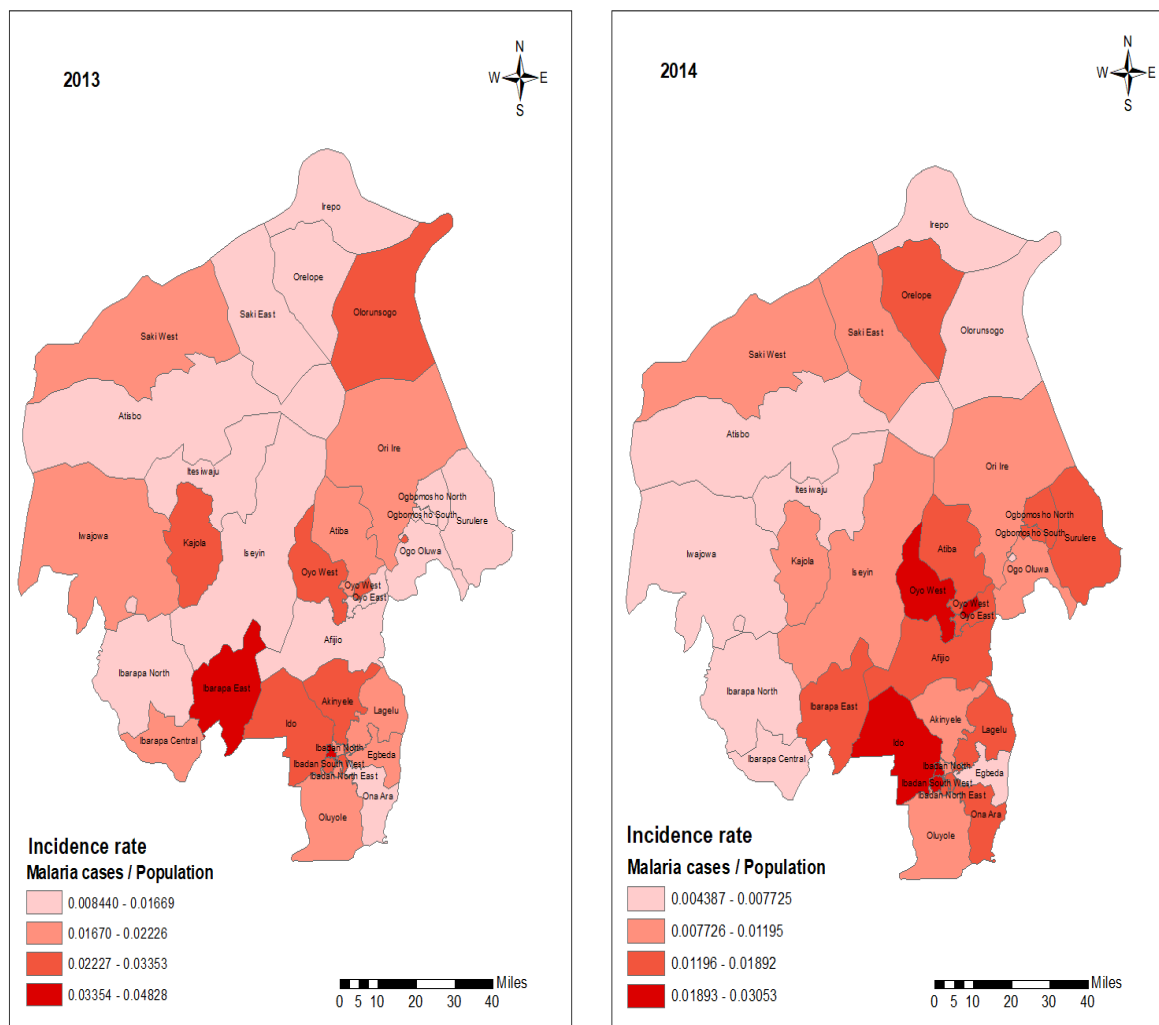 2013
N
W E
S
Irepo
Orelope
Saki East
Olorunsogo
Saki West
Atisbo
Ori Ire
Itesiwaju
Ogbomosho North
Ogbomosho South
Surulere
Iwajowa
Kajola
Iseyin
Atiba
Ogo Oluwa
Oyo West
Oyo West
Oyo East
Afijio
Ibarapa North
Ibarapa East
Akinyele
Lagelu
Ido
Ibarapa Central
Ibadan North
Egbeda
Ibadan South West
Ibadan North East
Ona Ara
Oluyole
Incidence rate
Malaria cases / Population
0.008440 - 0.01669
0.01670 - 0.02226
0.02227 - 0.03353
0.03354 - 0.04828
Miles
0 5 10 20 30 40
2014
N
W E
S
Irepo
Orelope
Olorunsogo
Saki East
Saki West
Atisbo
Ori Ire
Itesiwaju
Ogbomosho North
Ogbomosho South
Surulere
Iwajowa
Kajola
Iseyin
Atiba
Ogo Oluwa
Oyo West
Oyo West
Oyo East
Afijio
Ibarapa North
Ibarapa East
Akinyele
Lagelu
Ido
Ibarapa Central
Ibadan North
Egbeda
Ibadan South West
Ibadan North East
Ona Ara
Oluyole
Incidence rate
Malaria cases / Population
0.004387 - 0.007725
0.007726 - 0.01195
0.01196 - 0.01892
0.01893 - 0.03053
Miles
0 5 10 20 30 40